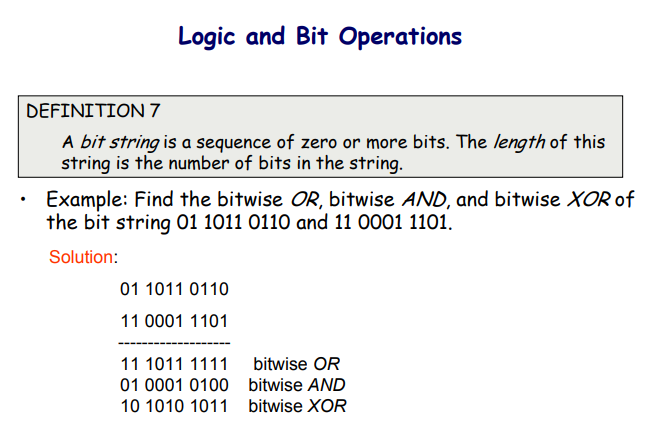 Logic and Bit Operations
DEFINITION 7
A bit string is a sequence of zero or more bits. The length of this
string is the number of bits in the string.
• Example: Find the bitwise OR, bitwise AND, and bitwise XOR of
the bit string 01 1011 0110 and 11 0001 1101.
Solution:
01 1011 0110
11 0001 1101
-------------------
11 1011 1111 bitwise OR
01 0001 0100 bitwise AND
10 1010 1011 bitwise XOR